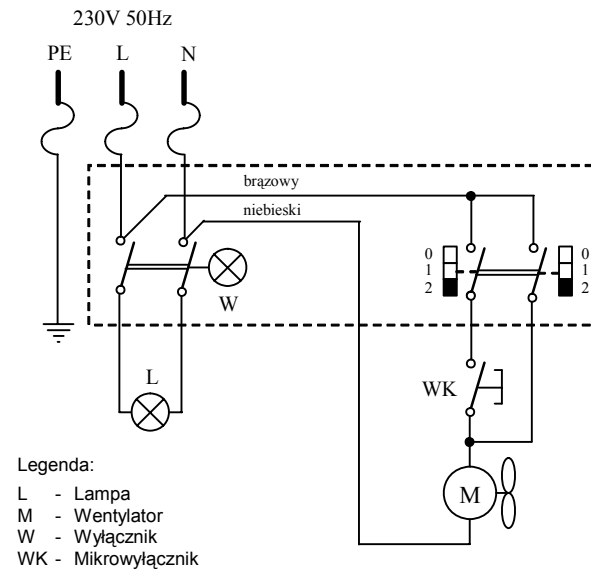 230V 50Hz
PE L N
brązowy
niebieski
0 0
1 1
2 2
W
L
WK
M
Legenda:
L - Lampa
M - Wentylator
W - Wyłącznik
WK - Mikrowyłącznik